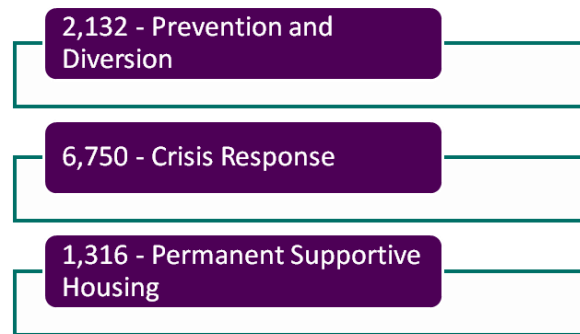 2,132 - Prevention and
Diversion
6,750 - Crisis Response
1,316 - Permanent Supportive
Housing